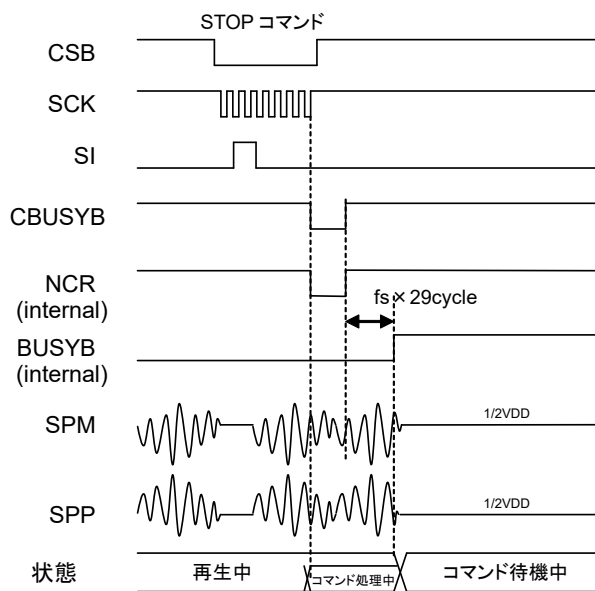 STOP コマンド
CSB
SCK
SI
CBUSYB
NCR
(internal)
fs×29cycle
BUSYB
(internal)
SPM
1/2VDD
SPP
1/2VDD
状態
再生中
コマンド処理中
コマンド待機中